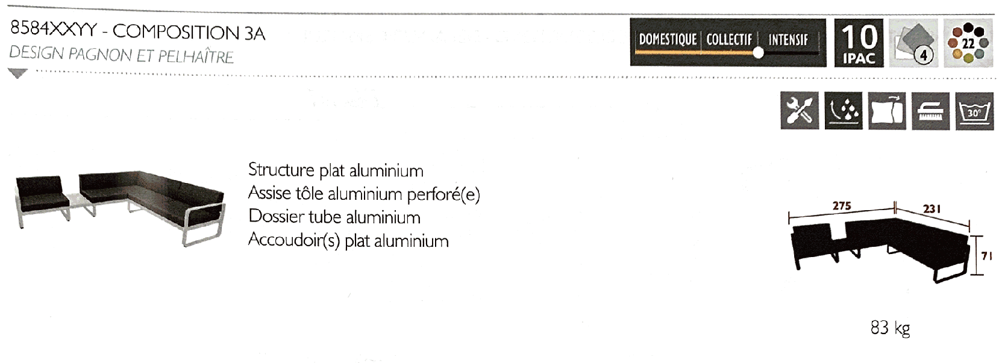 8584XXYY - COMPOSITION 3A
DESIGN PAGNON ET PELHAÎTRE
DOMESTIQUE COLLECTIF INTENSIF
10
IPAC
4
22
30°
Structure plat aluminium
Assise tôle aluminium perforé(e)
Dossier tube aluminium
Accoudoir(s) plat aluminium
275
231
71
83 kg